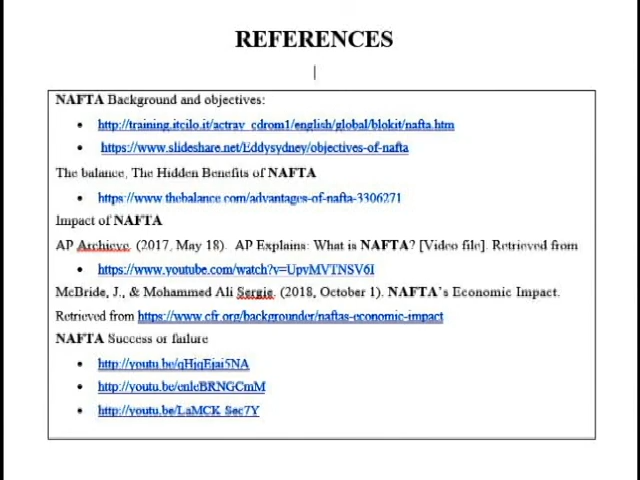 REFERENCES
NAFTA Background and objectives:
• http://training.itcilo.it/actrav_cdrom1/english/global/blokit/nafta.htm
• https://www.slideshare.net/Eddysydney/objectives-of-nafta
The balance, The Hidden Benefits of NAFTA
• https://www.thebalance.com/advantages-of-nafta-3306271
Impact of NAFTA
AP Archieve. (2017, May 18). AP Explains: What is NAFTA? [Video file]. Retrieved from
• https://www.youtube.com/watch?v=UpvMVTNSV6I
McBride, J., & Mohammed Ali Sergie. (2018, October 1). NAFTA's Economic Impact.
Retrieved from https://www.cfr.org/backgrounder/naftas-economic-impact
NAFTA Success or failure
• http://youtu.be/qHjqEjai5NA
• http://youtu.be/enleBRNGCmM
• http://youtu.be/LaMCK_Sec7Y